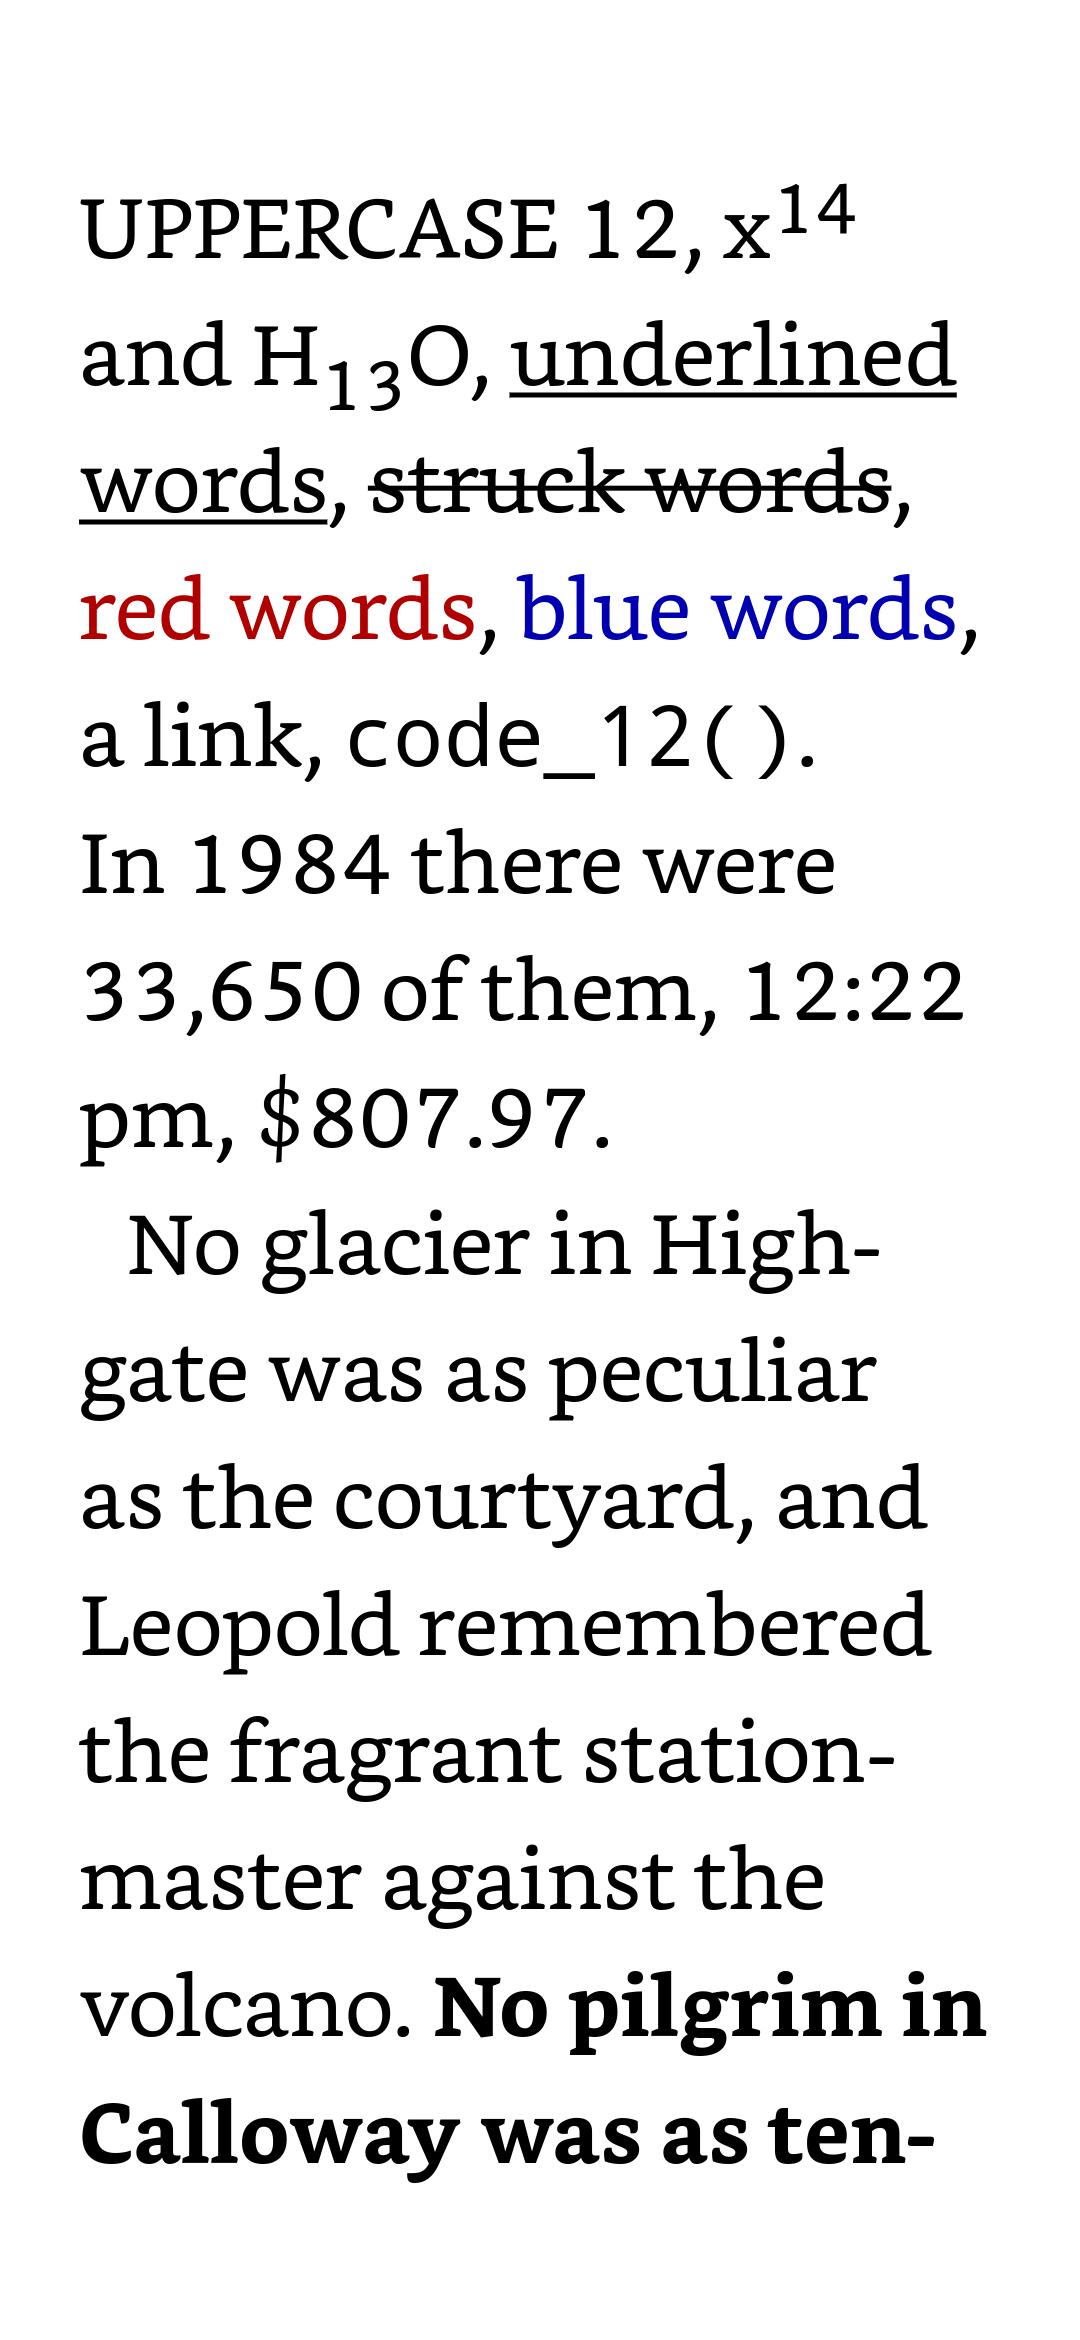 UPPERCASE 12, x¹⁴
and H₁₃O, underlined
words, struck words,
red words, blue words,
a link, code_12().
In 1984 there were
33,650 of them, 12:22
pm, $807.97.
No glacier in High-
gate was as peculiar
as the courtyard, and
Leopold remembered
the fragrant station-
master against the
volcano. No pilgrim in
Calloway was as ten-